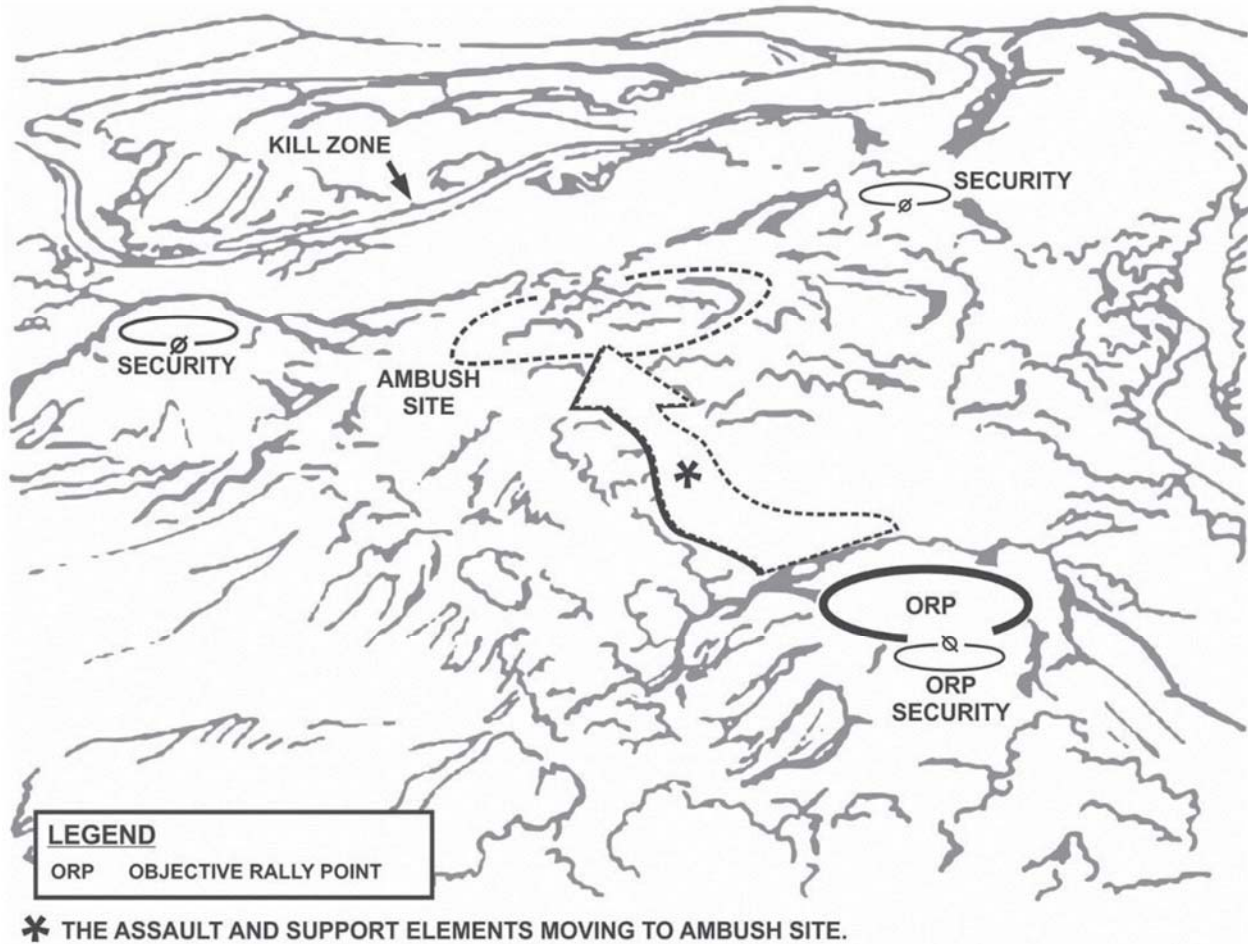 KILL ZONE
SECURITY
SECURITY
AMBUSH
SITE
*
ORP
ORP
SECURITY
LEGEND
ORP OBJECTIVE RALLY POINT
* THE ASSAULT AND SUPPORT ELEMENTS MOVING TO AMBUSH SITE.